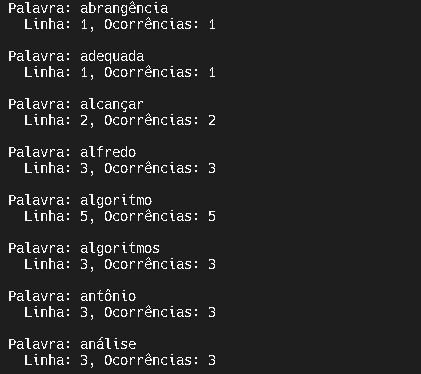 Palavra: abrangência
Linha: 1, Ocorrências: 1
Palavra: adequada
Linha: 1, Ocorrências: 1
Palavra: alcançar
Linha: 2, Ocorrências: 2
Palavra: alfredo
Linha: 3, Ocorrências: 3
Palavra: algoritmo
Linha: 5, Ocorrências: 5
Palavra: algoritmos
Linha: 3, Ocorrências: 3
Palavra: antônio
Linha: 3, Ocorrências: 3
Palavra: análise
Linha: 3, Ocorrências: 3